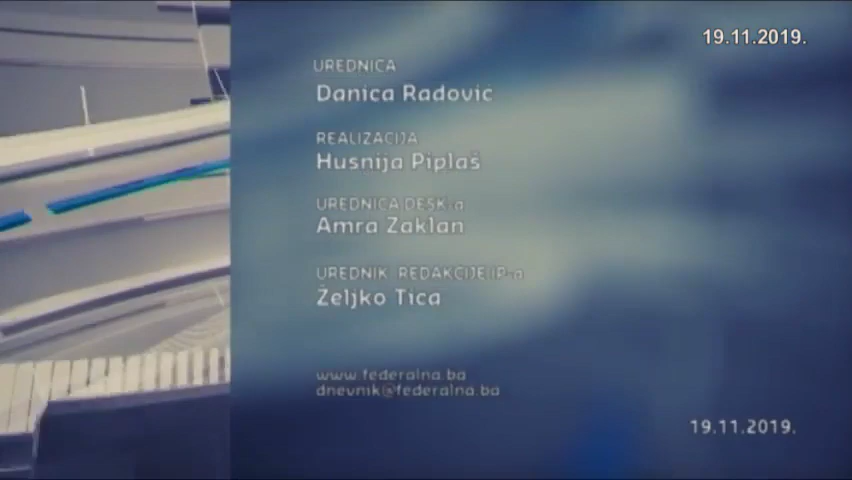 19.11.2019.
UREDNICA
Danica Radović
REALIZACIJA
Husnija Piplaš
UREDNICA DESK-a
Amra Zaklan
UREDNIK REDAKCIJE IP-a
Željko Tica
www.federalna.ba
dnevnik@federalna.ba
19.11.2019.